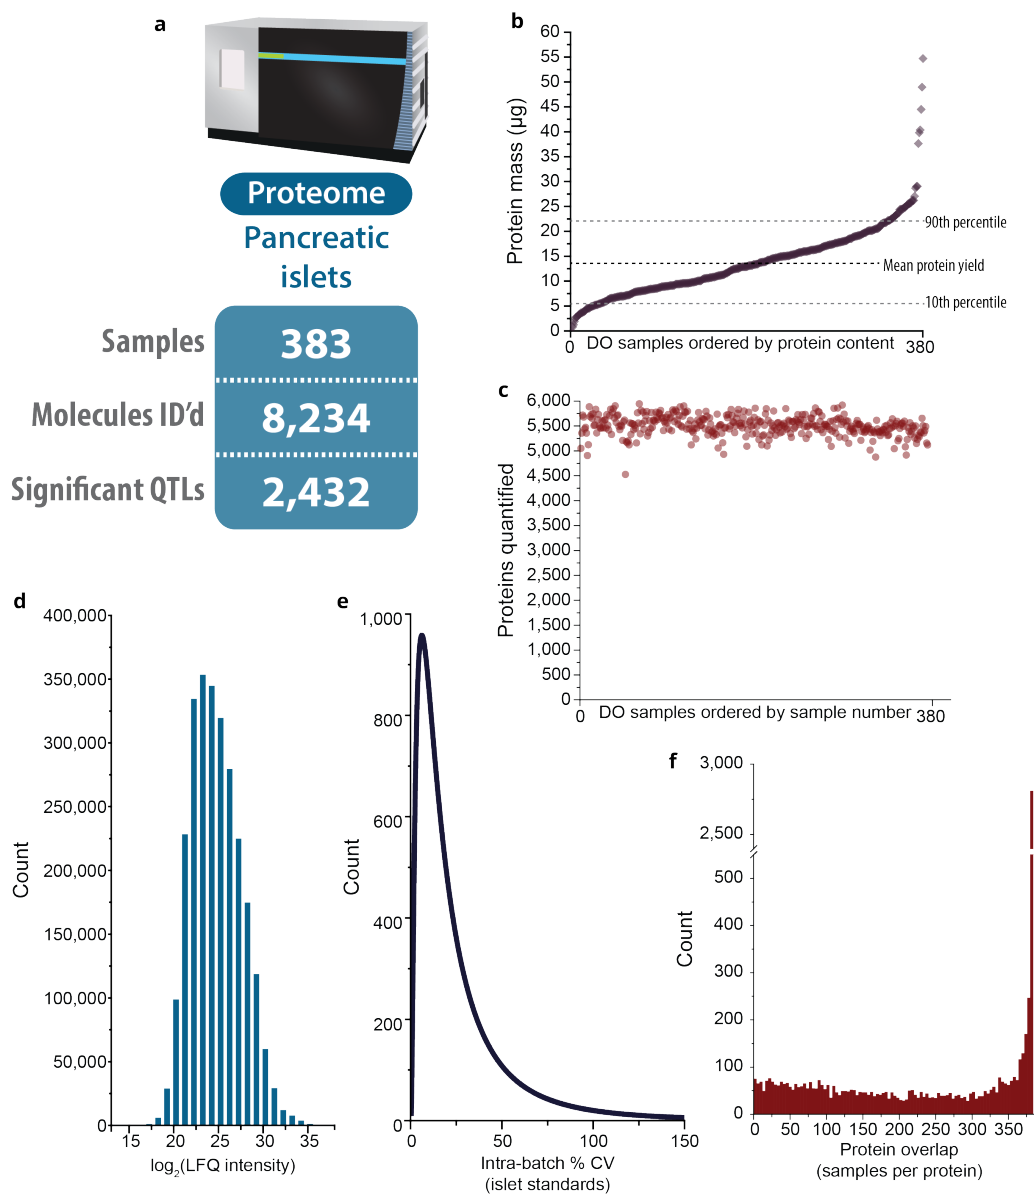 a
Proteome
Pancreatic
islets
Samples 383
Molecules ID’d 8,234
Significant QTLs 2,432
b
Protein mass (µg)
60
55
50
45
40
35
30
25
20
15
10
5
0
90th percentile
Mean protein yield
10th percentile
0 DO samples ordered by protein content 380
c
Proteins quantified
6,000
5,500
5,000
4,500
4,000
3,500
3,000
2,500
2,000
1,500
1,000
500
0
0 DO samples ordered by sample number 380
d
Count
400,000
350,000
300,000
250,000
200,000
150,000
100,000
50,000
0
15 20 25 30 35
log2(LFQ intensity)
e
Count
1,000
800
600
400
200
0
0 50 100 150
Intra-batch % CV
(islet standards)
f
Count
3,000
2,500
500
400
300
200
100
0
0 50 100 150 200 250 300 350
Protein overlap
(samples per protein)